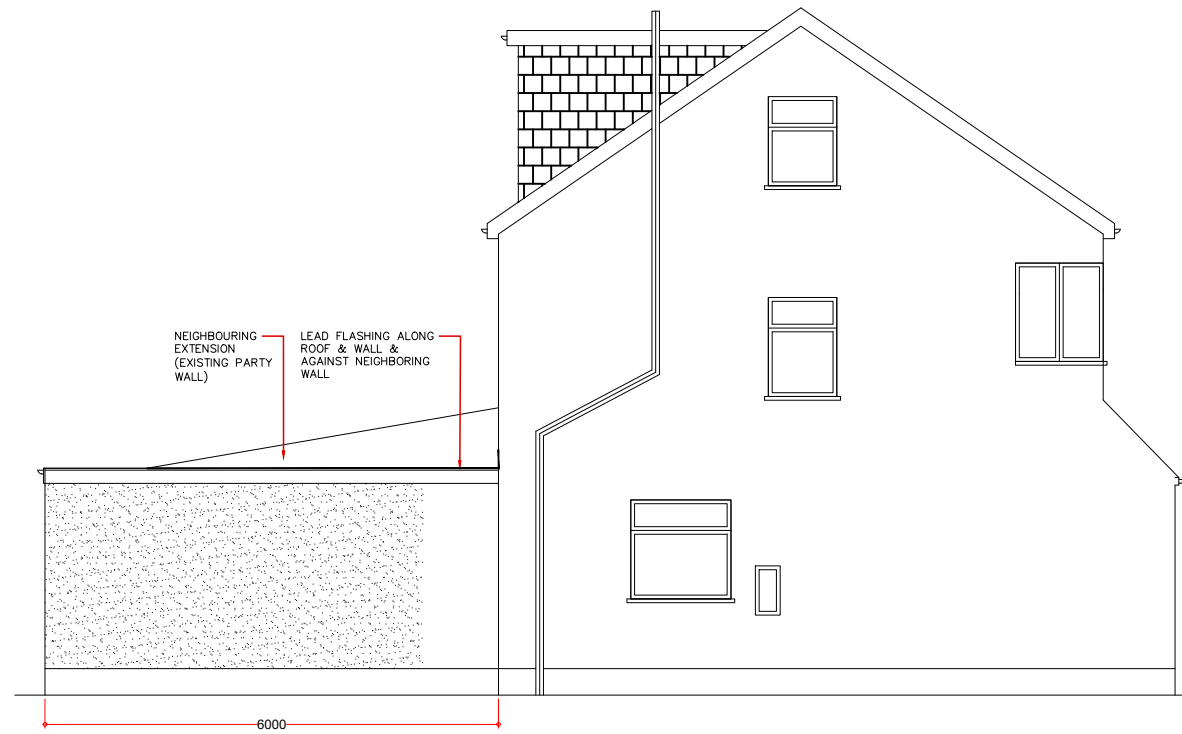 NEIGHBOURING
EXTENSION
(EXISTING PARTY
WALL)
LEAD FLASHING ALONG
ROOF & WALL &
AGAINST NEIGHBORING
WALL
6000